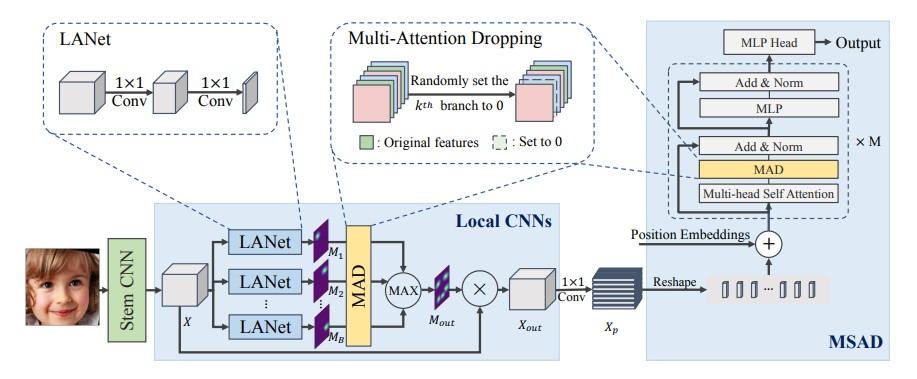 LANet
1×1
Conv
1×1
Conv
Multi-Attention Dropping
Randomly set the
kth branch to 0
: Original features
: Set to 0
MLP Head
Output
Add & Norm
MLP
Add & Norm
MAD
Multi-head Self Attention
× M
Position Embeddings
+
MSAD
Local CNNs
Stem CNN
X
LANet
LANet
⋮
LANet
M1
M2
⋮
MB
MAD
MAX
Mout
×
Xout
1×1
Conv
Xp
Reshape
...